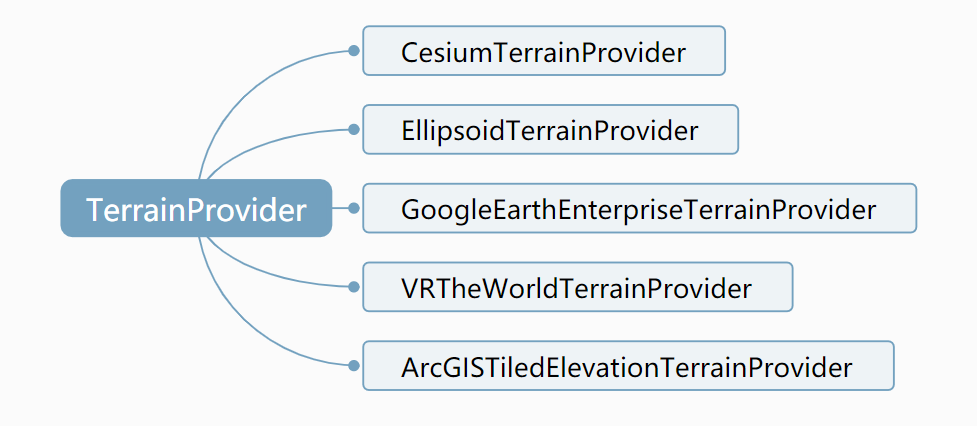 CesiumTerrainProvider
EllipsoidTerrainProvider
TerrainProvider
GoogleEarthEnterpriseTerrainProvider
VRTheWorldTerrainProvider
ArcGISTiledElevationTerrainProvider